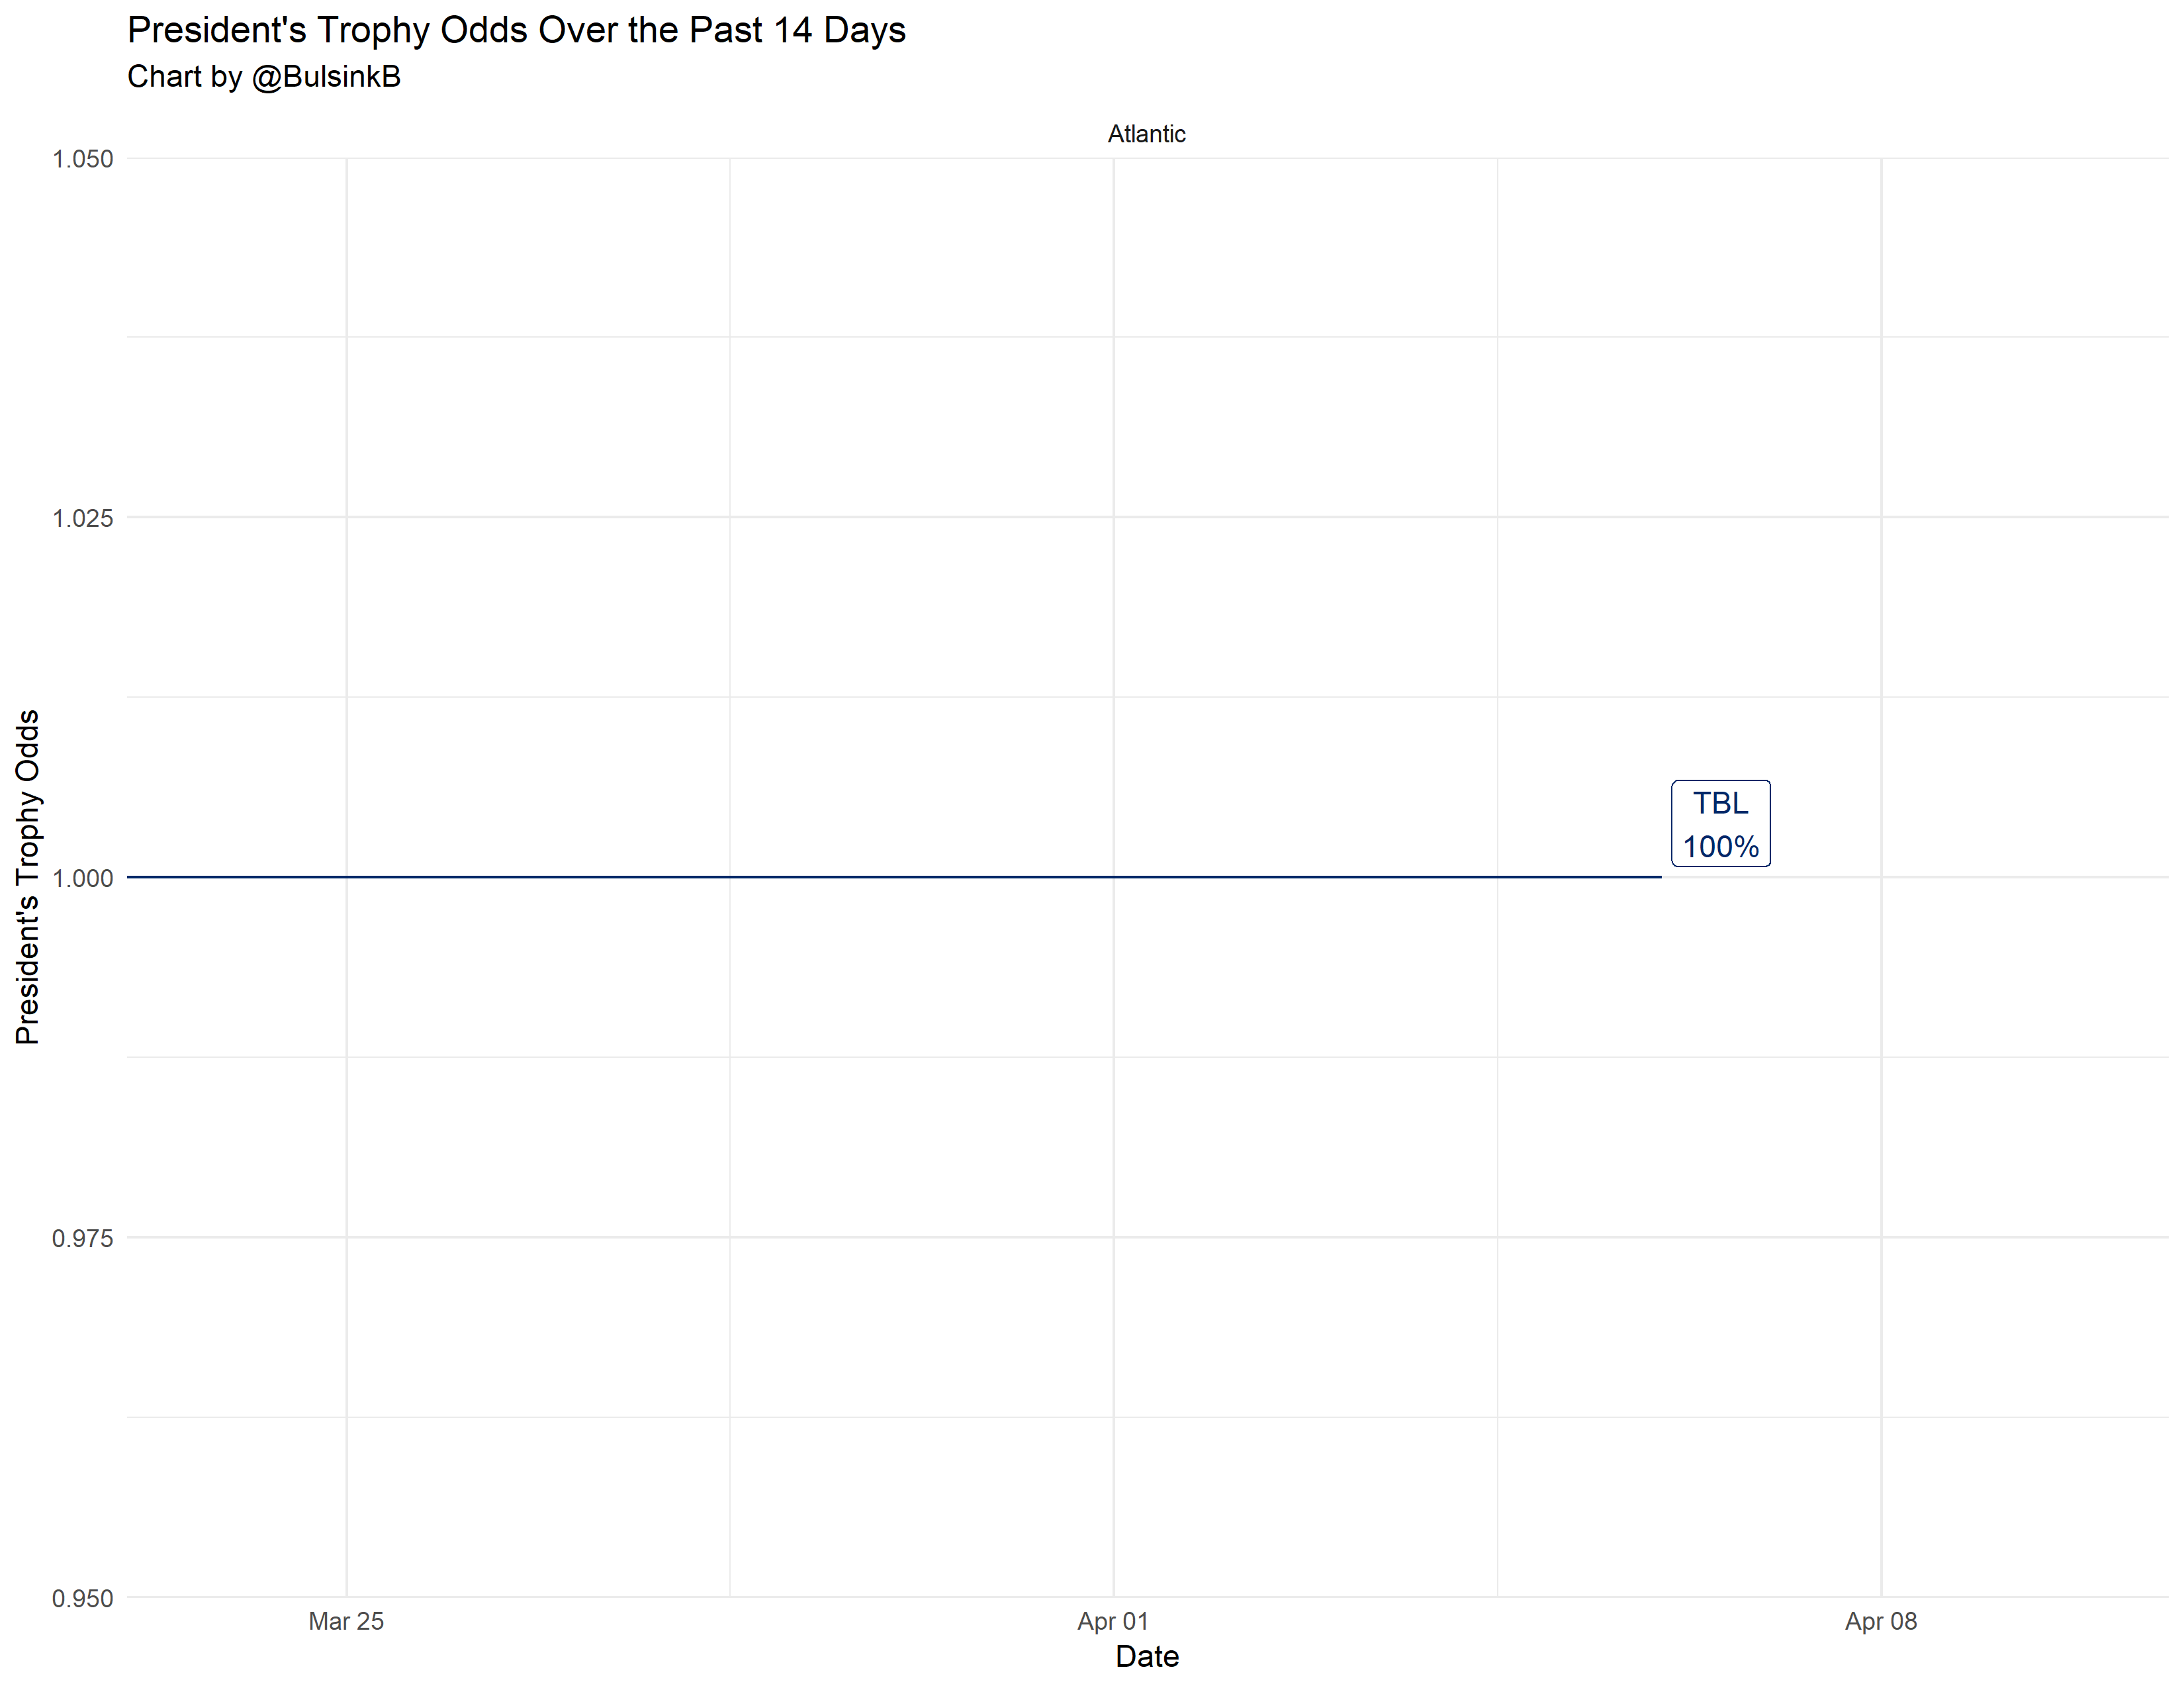 President's Trophy Odds Over the Past 14 Days
Chart by @BulsinkB
Atlantic
1.050
1.025
1.000
0.975
0.950
President's Trophy Odds
TBL
100%
Mar 25
Apr 01
Apr 08
Date